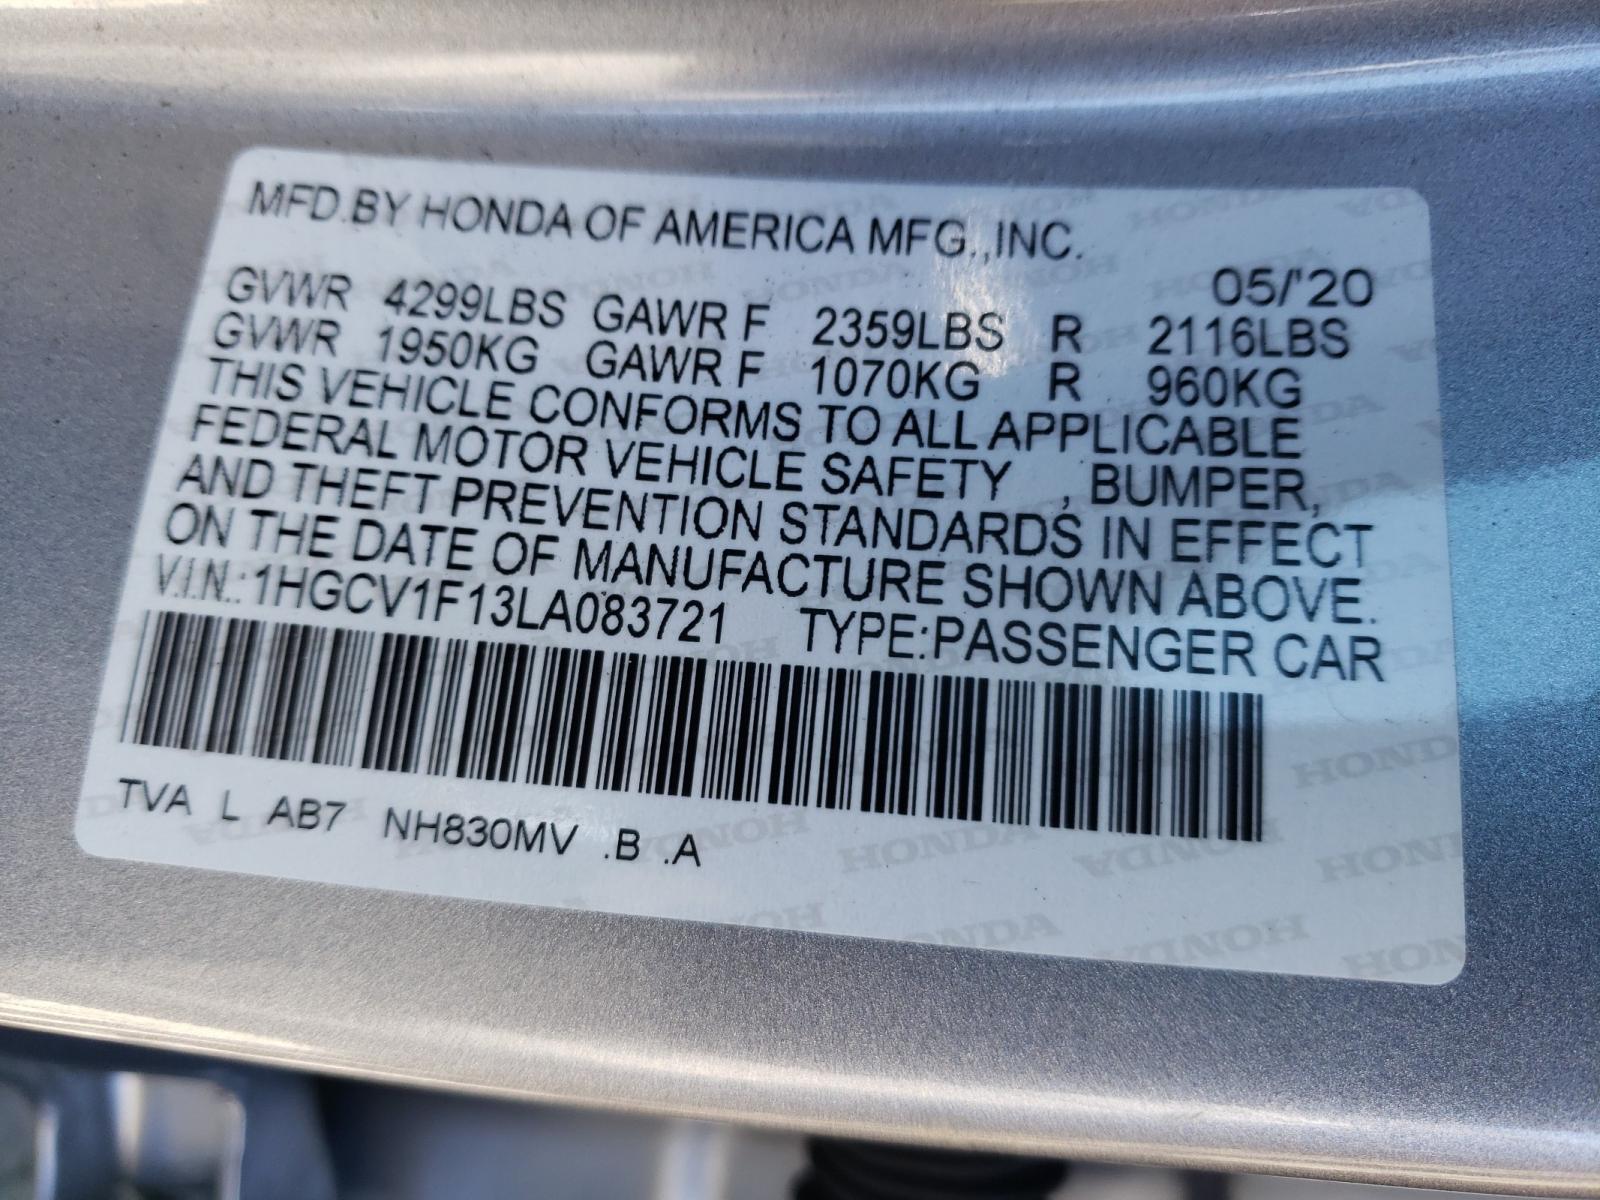 MFD.BY HONDA OF AMERICA MFG.,INC.
05/'20
GVWR 4299LBS GAWR F 2359LBS R 2116LBS
GVWR 1950KG GAWR F 1070KG R 960KG
THIS VEHICLE CONFORMS TO ALL APPLICABLE
FEDERAL MOTOR VEHICLE SAFETY , BUMPER,
AND THEFT PREVENTION STANDARDS IN EFFECT
ON THE DATE OF MANUFACTURE SHOWN ABOVE.
V.I.N.: 1HGCV1F13LA083721 TYPE:PASSENGER CAR
TVA L AB7 NH830MV .B .A